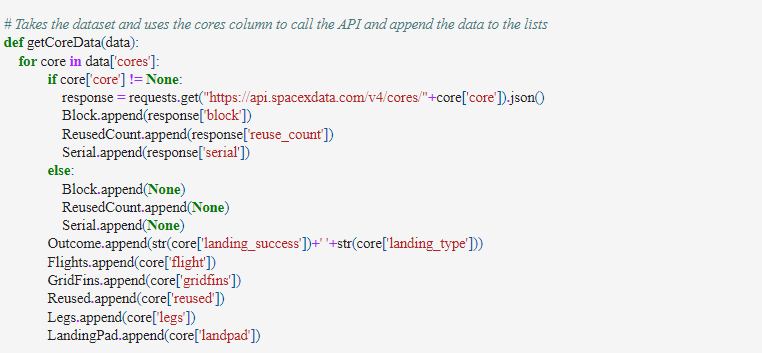 # Takes the dataset and uses the cores column to call the API and append the data to the lists
def getCoreData(data):
    for core in data['cores']:
            if core['core'] != None:
                response = requests.get("https://api.spacexdata.com/v4/cores/"+core['core']).json()
                Block.append(response['block'])
                ReusedCount.append(response['reuse_count'])
                Serial.append(response['serial'])
            else:
                Block.append(None)
                ReusedCount.append(None)
                Serial.append(None)
            Outcome.append(str(core['landing_success'])+' '+str(core['landing_type']))
            Flights.append(core['flight'])
            GridFins.append(core['gridfins'])
            Reused.append(core['reused'])
            Legs.append(core['legs'])
            LandingPad.append(core['landpad'])